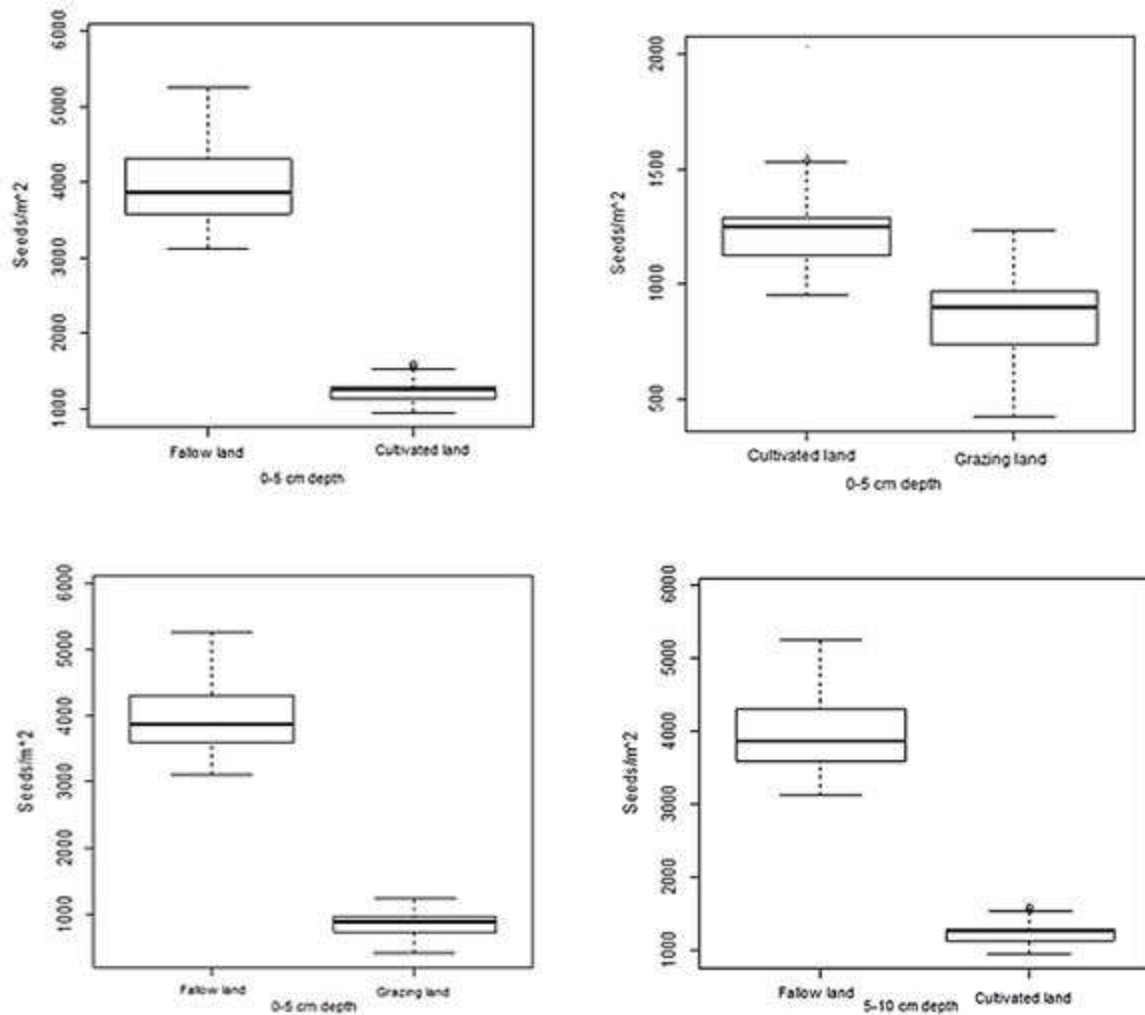 6000
5000
4000
3000
2000
1000
Seeds/m^2
Fallow land Cultivated land
0-5 cm depth
2000
1500
1000
500
Seeds/m^2
Cultivated land Grazing land
0-5 cm depth
6000
5000
4000
3000
2000
1000
Seeds/m^2
Fallow land Grazing land
0-5 cm depth
6000
5000
4000
3000
2000
1000
Seeds/m^2
Fallow land Cultivated land
5-10 cm depth